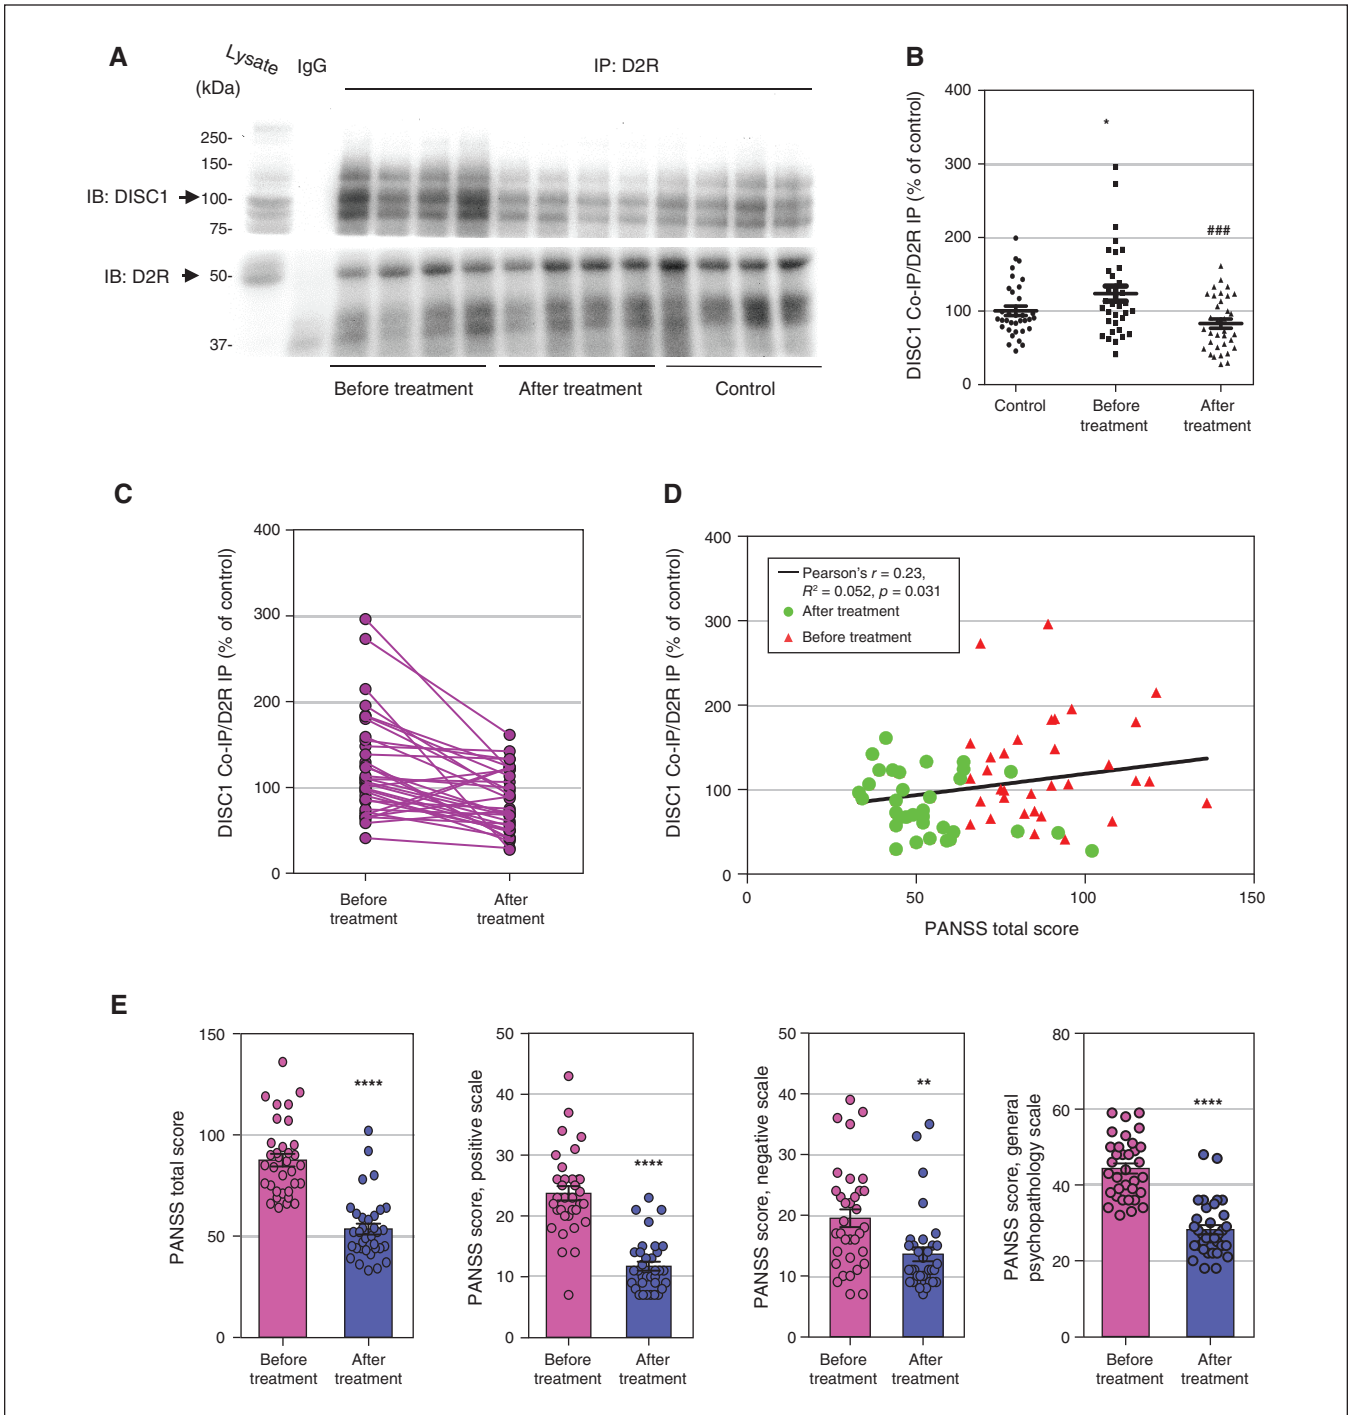 A
Lysate
IgG
IP: D2R
(kDa)
250-
150-
IB: DISC1
100-
75-
IB: D2R
50-
37-
Before treatment
After treatment
Control
B
DISC1 Co-IP/D2R IP (% of control)
400
300
200
100
0
*
###
Control
Before
treatment
After
treatment
C
DISC1 Co-IP/D2R IP (% of control)
400
300
200
100
0
Before
treatment
After
treatment
D
DISC1 Co-IP/D2R IP (% of control)
400
300
200
100
0
Pearson's r = 0.23,
R² = 0.052, p = 0.031
After treatment
Before treatment
0
50
100
150
PANSS total score
E
PANSS total score
150
100
50
0
****
Before
treatment
After
treatment
PANSS score, positive scale
50
40
30
20
10
0
****
Before
treatment
After
treatment
PANSS score, negative scale
50
40
30
20
10
0
**
Before
treatment
After
treatment
PANSS score, general
psychopathology scale
80
60
40
20
0
****
Before
treatment
After
treatment